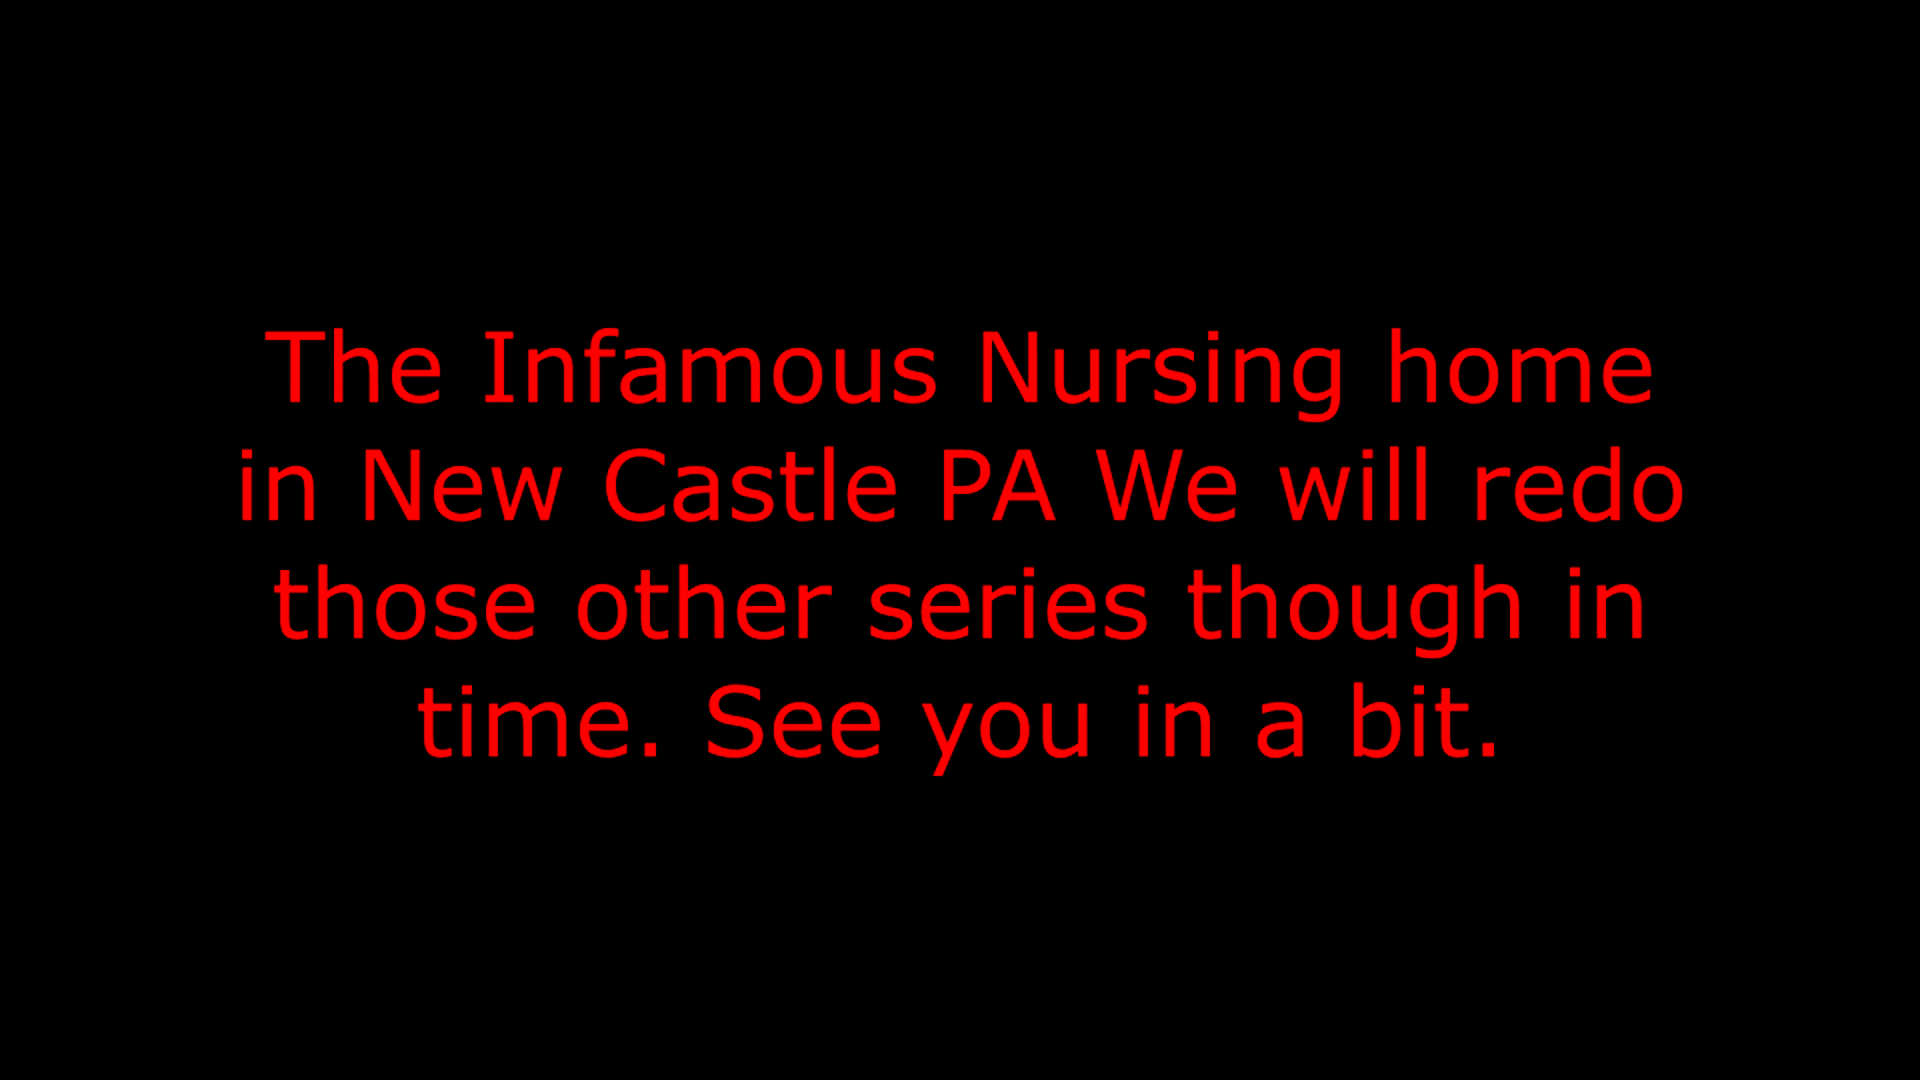 The Infamous Nursing home
in New Castle PA We will redo
those other series though in
time. See you in a bit.